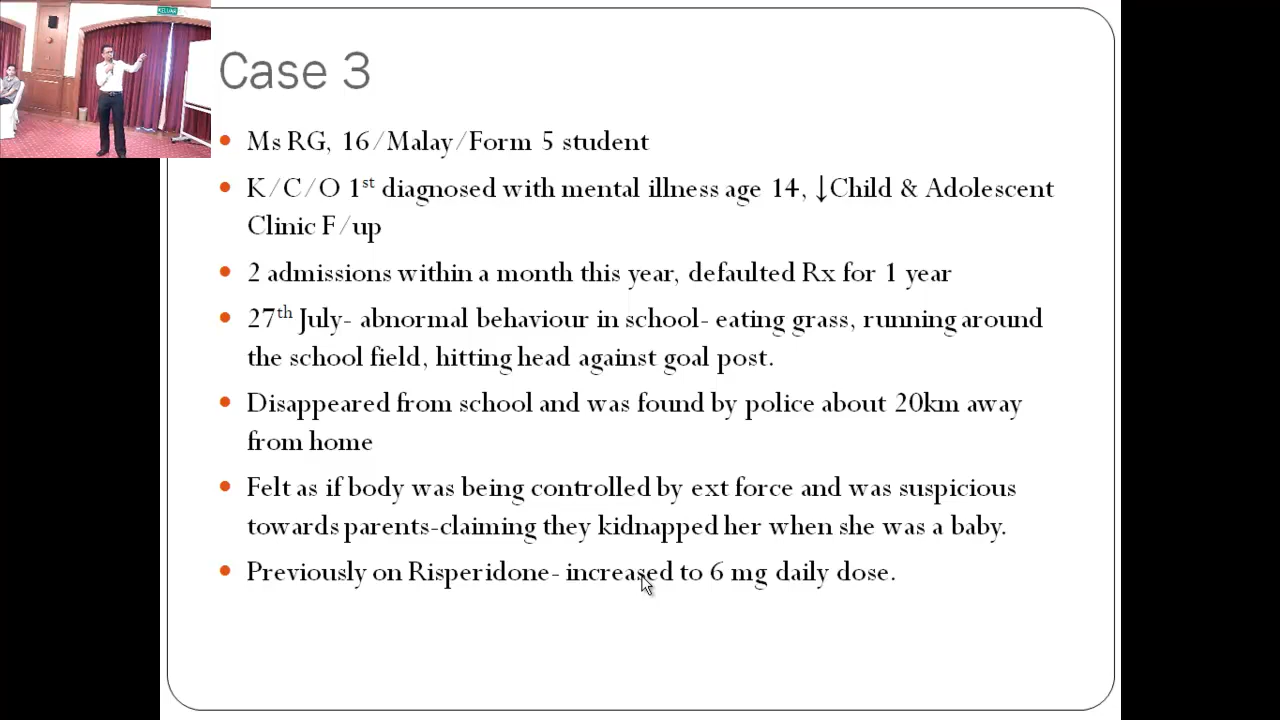 KELUAR
Case 3
Ms RG, 16/Malay/Form 5 student
K/C/O 1st diagnosed with mental illness age 14, ↓Child & Adolescent
Clinic F/up
2 admissions within a month this year, defaulted Rx for 1 year
27th July- abnormal behaviour in school- eating grass, running around
the school field, hitting head against goal post.
Disappeared from school and was found by police about 20km away
from home
Felt as if body was being controlled by ext force and was suspicious
towards parents-claiming they kidnapped her when she was a baby.
Previously on Risperidone- increased to 6 mg daily dose.